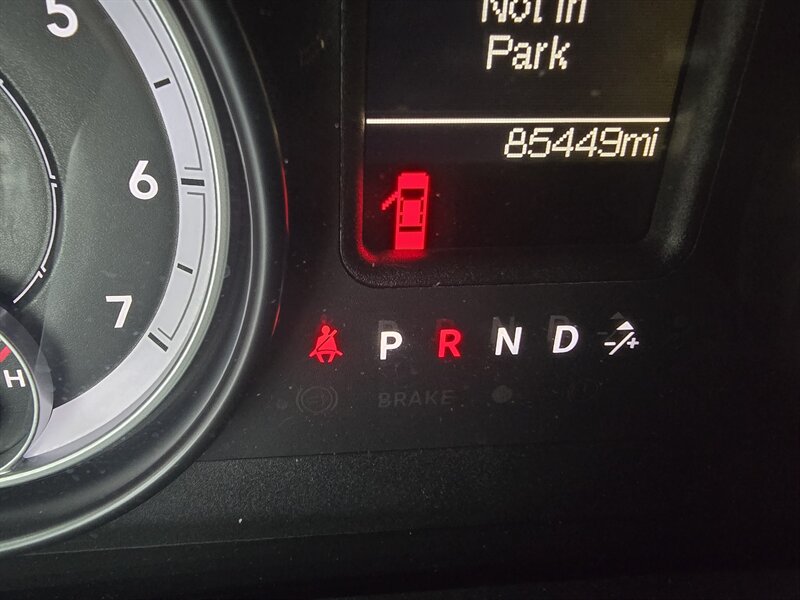 5
Not in
Park
85449mi
6
7
H
P R N D -/+
BRAKE